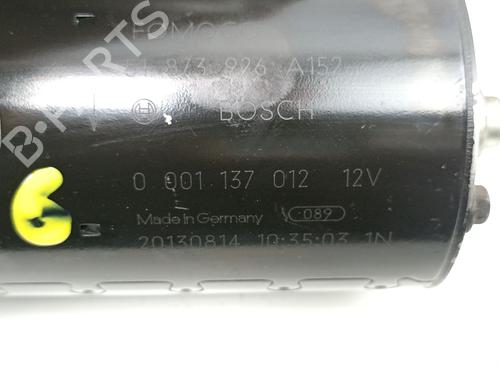 FOMOCO
51 873 926 A152
BOSCH
0 001 137 012 12V
Made in Germany 089
20130814 10:35:03 1N
6
B-PARTS